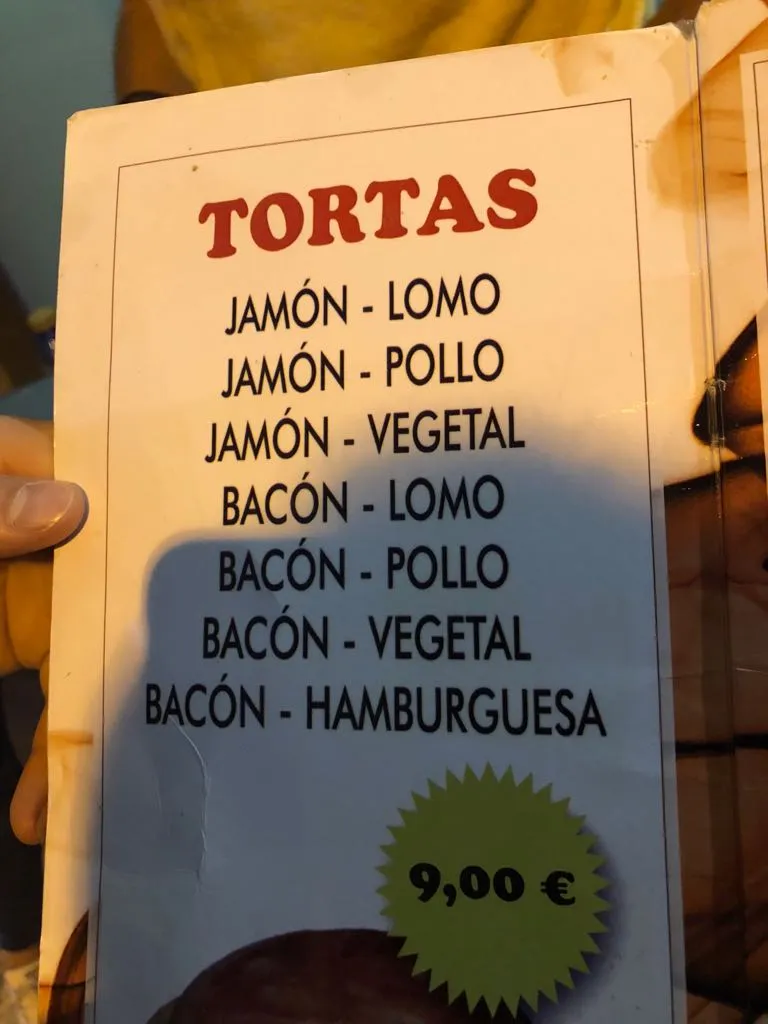 TORTAS
JAMÓN - LOMO
JAMÓN - POLLO
JAMÓN - VEGETAL
BACÓN - LOMO
BACÓN - POLLO
BACÓN - VEGETAL
BACÓN - HAMBURGUESA
9,00 €